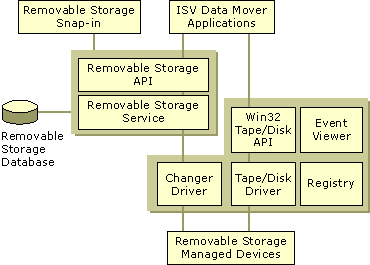 Removable Storage
Snap-in
ISV Data Mover
Applications
Removable Storage
API
Removable Storage
Service
Removable
Storage
Database
Win32
Tape/Disk
API
Event
Viewer
Changer
Driver
Tape/Disk
Driver
Registry
Removable Storage
Managed Devices